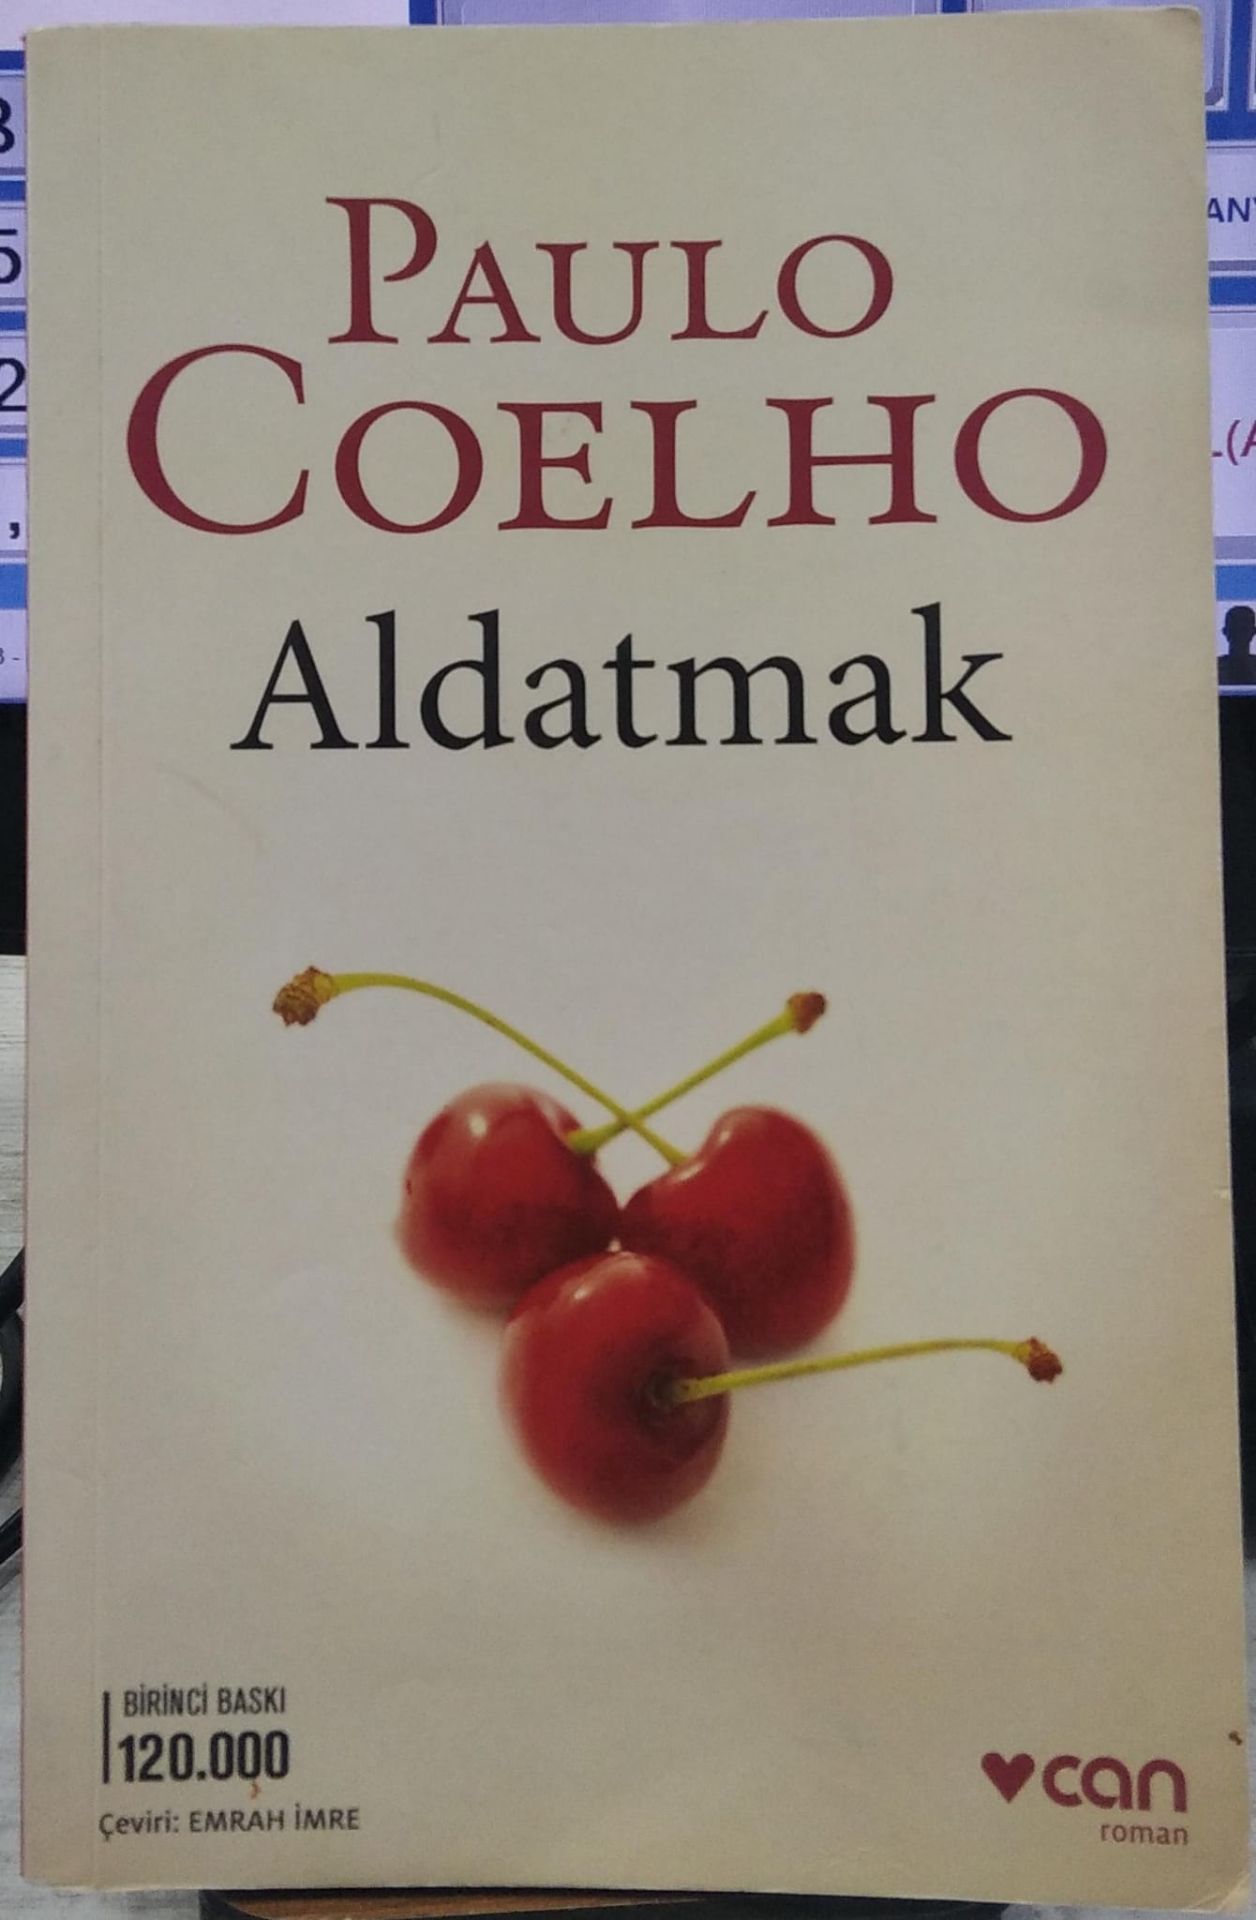 PAULO
COELHO
Aldatmak
BİRİNCİ BASKI
120.000
Çeviri: EMRAH İMRE
can
roman